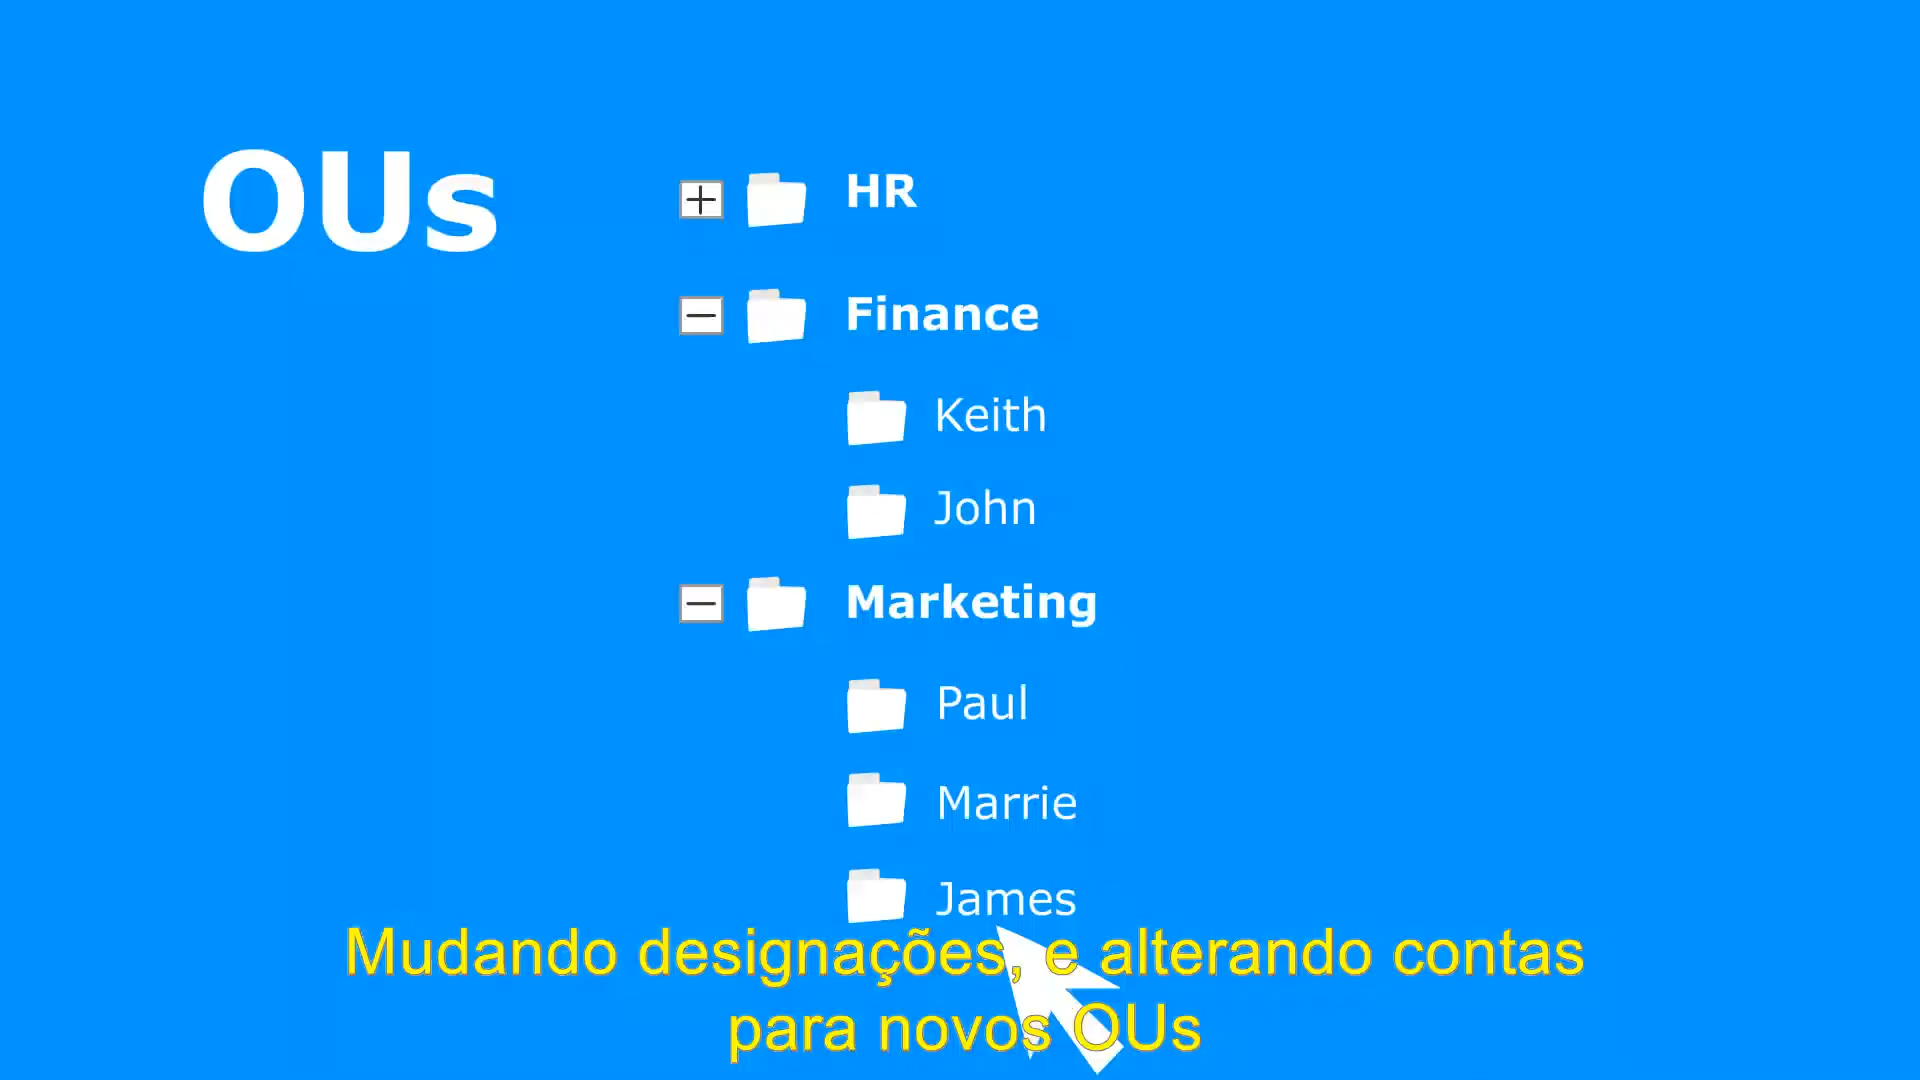 OUs
HR
Finance
Keith
John
Marketing
Paul
Marrie
James
Mudando designações, e alterando contas
para novos OUs